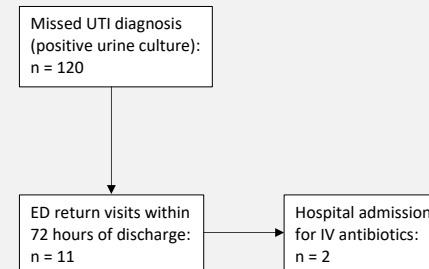 Missed UTI diagnosis
(positive urine culture):
n = 120
ED return visits within
72 hours of discharge:
n = 11
Hospital admission
for IV antibiotics:
n = 2